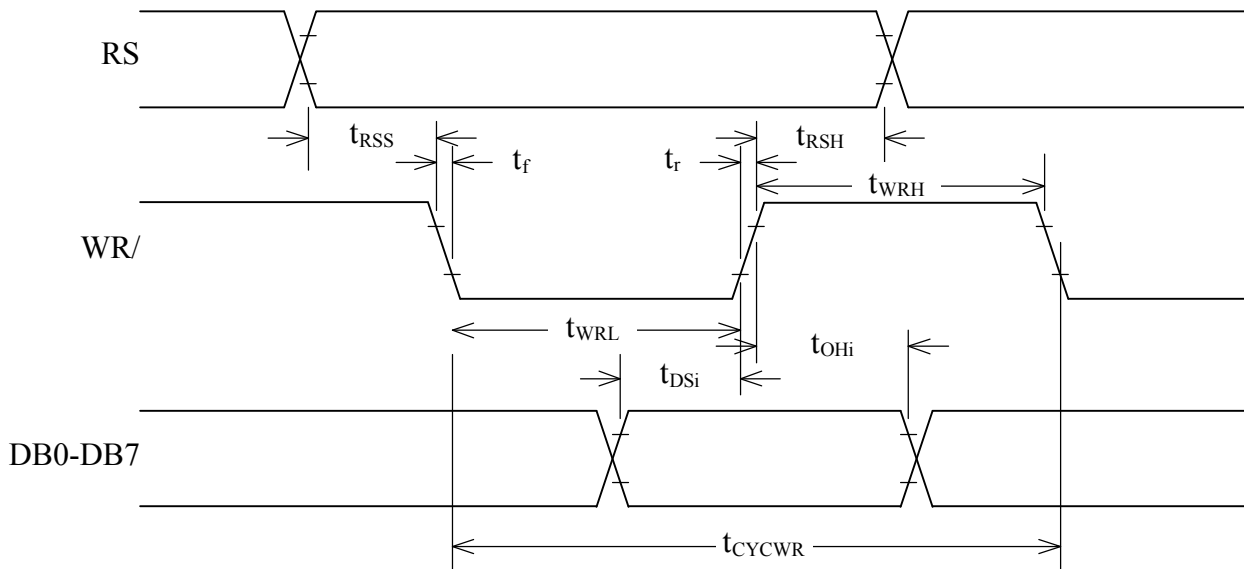 RS
tRSS
tf
tr
tRSH
tWRH
WR/
tWRL
tOHi
tDSi
DB0-DB7
tCYCWR